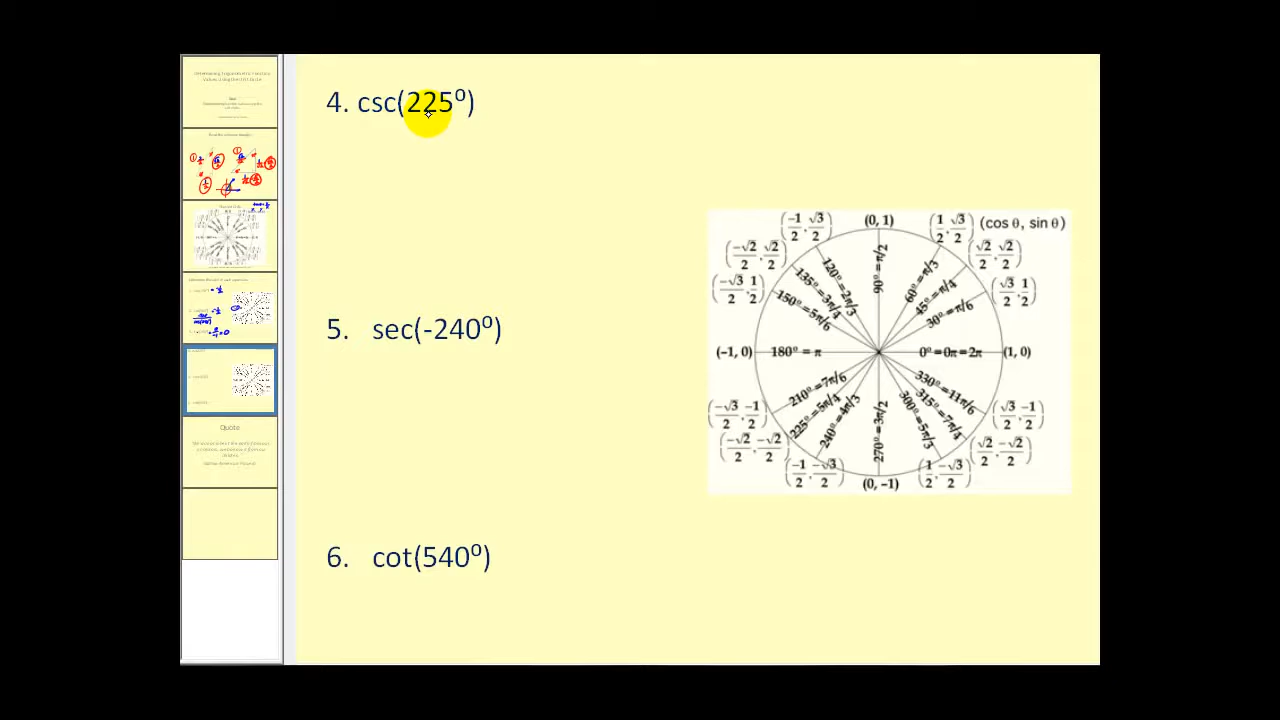 4. csc(225º)
5. sec(-240º)
6. cot(540º)
(cos θ, sin θ)
(0, 1)
(-1/2, √3/2)
(1/2, √3/2)
(-√2/2, √2/2)
(√2/2, √2/2)
(-√3/2, 1/2)
(√3/2, 1/2)
120º=2π/3
90º=π/2
60º=π/3
135º=3π/4
45º=π/4
150º=5π/6
30º=π/6
(-1, 0)
180º = π
0º=0π=2π
(1, 0)
210º=7π/6
330º=11π/6
225º=5π/4
315º=7π/4
240º=4π/3
300º=5π/3
270º=3π/2
(-√3/2, -1/2)
(√3/2, -1/2)
(-√2/2, -√2/2)
(√2/2, -√2/2)
(-1/2, -√3/2)
(1/2, -√3/2)
(0, -1)
Quote